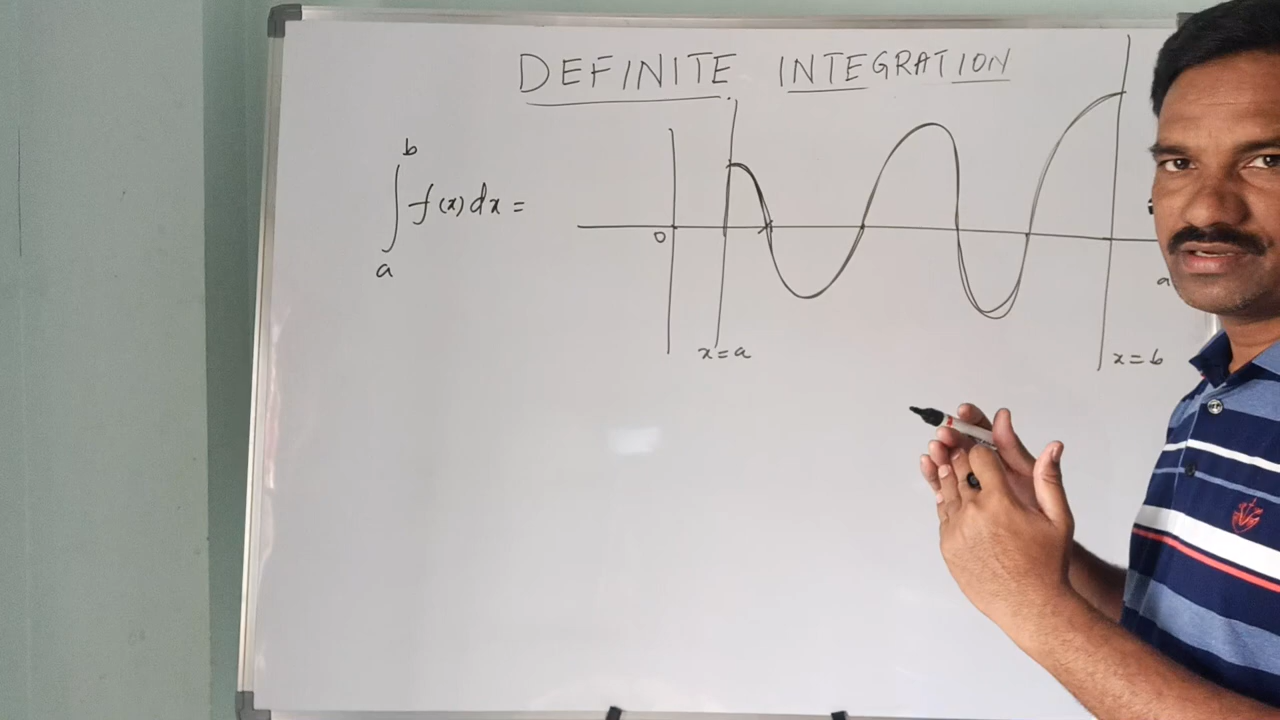 DEFINITE INTEGRATION
b
∫ f(x)dx =
a
0
x=a
x=b
a